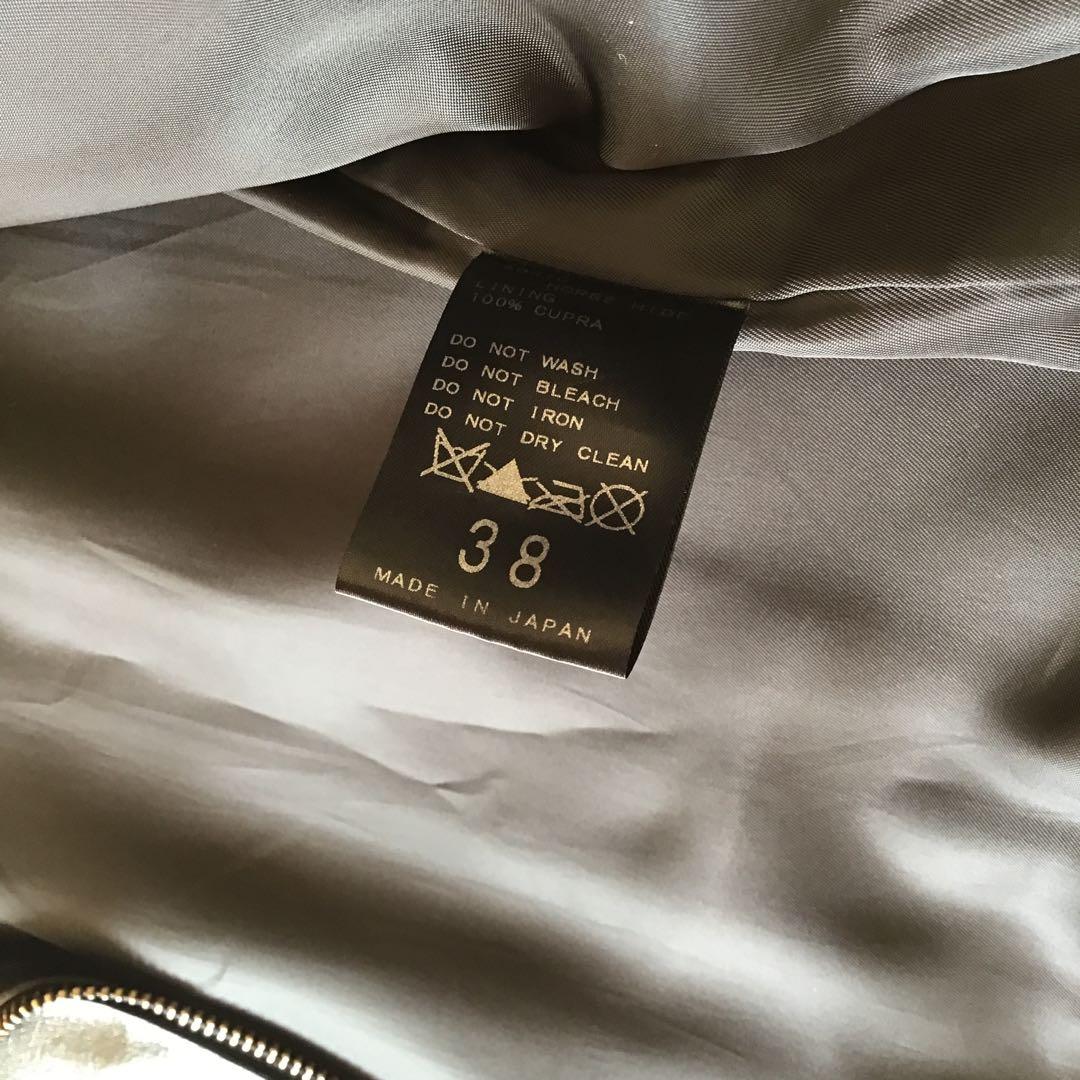 HORSE HIDE
LINING
100% CUPRA
DO NOT WASH
DO NOT BLEACH
DO NOT IRON
DO NOT DRY CLEAN
38
MADE IN JAPAN